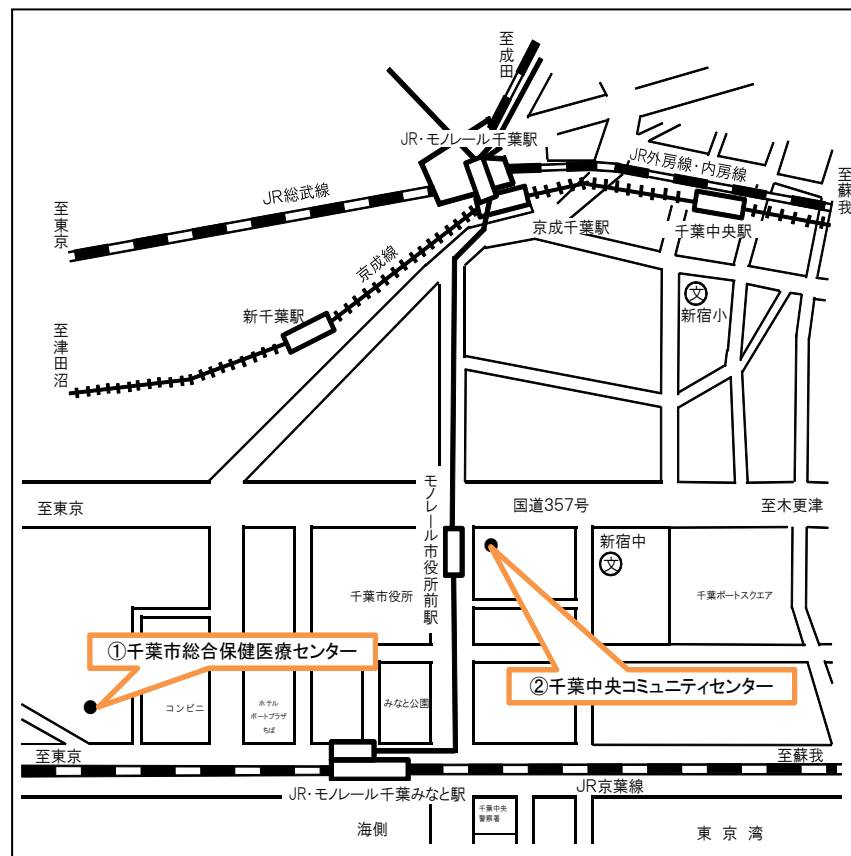 至成田
JR・モノレール千葉駅
JR外房線・内房線
至蘇我
JR総武線
至東京
京成千葉駅
千葉中央駅
京成線
新宿小
文
新千葉駅
至津田沼
モノレール市役所前駅
至東京
国道357号
至木更津
新宿中
文
千葉市役所
千葉ポートスクエア
①千葉市総合保健医療センター
②千葉中央コミュニティセンター
コンビニ
ホテル
ポートプラザ
ちば
みなと公園
至東京
至蘇我
JR・モノレール千葉みなと駅
JR京葉線
千葉中央
警察署
海側
東京湾